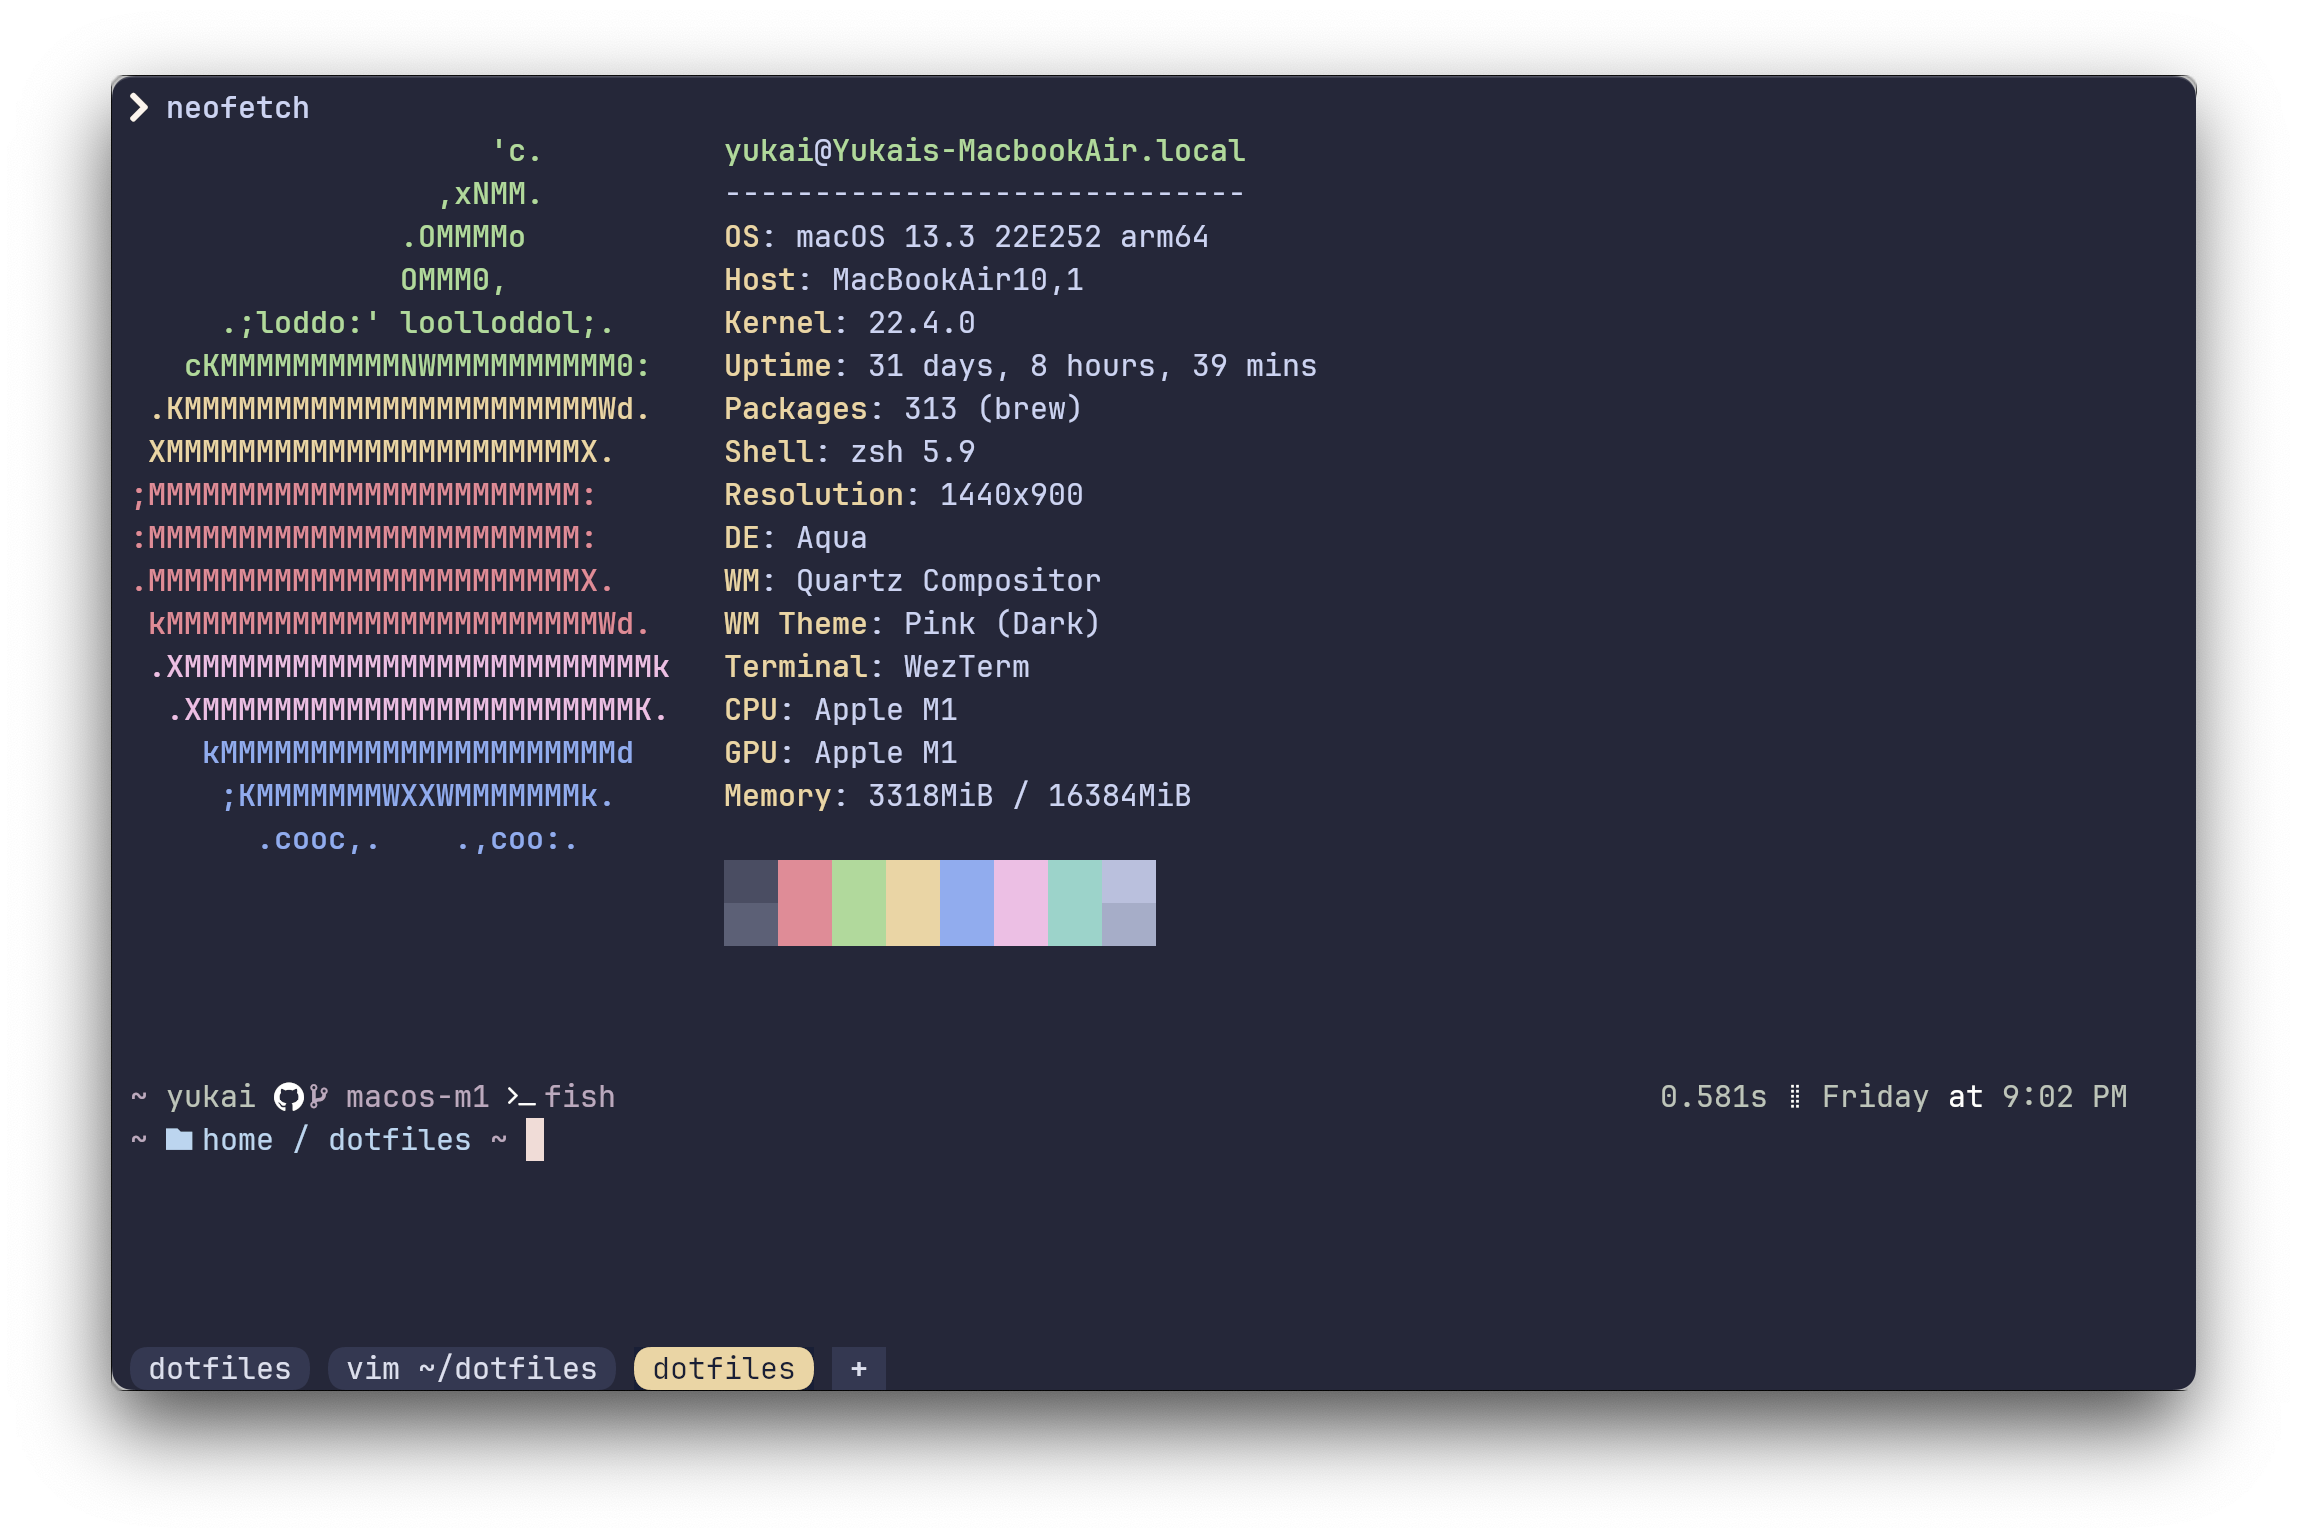 ❯ neofetch
'c. yukai@Yukais-MacbookAir.local
,xNMM. -----------------------------
.OMMMMo OS: macOS 13.3 22E252 arm64
OMMM0, Host: MacBookAir10,1
.;loddo:' loolloddol;. Kernel: 22.4.0
cKMMMMMMMMMMNWMMMMMMMMMM0: Uptime: 31 days, 8 hours, 39 mins
.KMMMMMMMMMMMMMMMMMMMMMMMWd. Packages: 313 (brew)
XMMMMMMMMMMMMMMMMMMMMMMMX. Shell: zsh 5.9
;MMMMMMMMMMMMMMMMMMMMMMMM: Resolution: 1440x900
:MMMMMMMMMMMMMMMMMMMMMMMM: DE: Aqua
.MMMMMMMMMMMMMMMMMMMMMMMMX. WM: Quartz Compositor
kMMMMMMMMMMMMMMMMMMMMMMMMWd. WM Theme: Pink (Dark)
.XMMMMMMMMMMMMMMMMMMMMMMMMMMk Terminal: WezTerm
.XMMMMMMMMMMMMMMMMMMMMMMMMK. CPU: Apple M1
kMMMMMMMMMMMMMMMMMMMMMMd GPU: Apple M1
;KMMMMMMMWXXWMMMMMMMk. Memory: 3318MiB / 16384MiB
.cooc,. .,coo:.
~ yukai macos-m1 >_ fish 0.581s ⣿ Friday at 9:02 PM
~ home / dotfiles ~
dotfiles vim ~/dotfiles dotfiles +